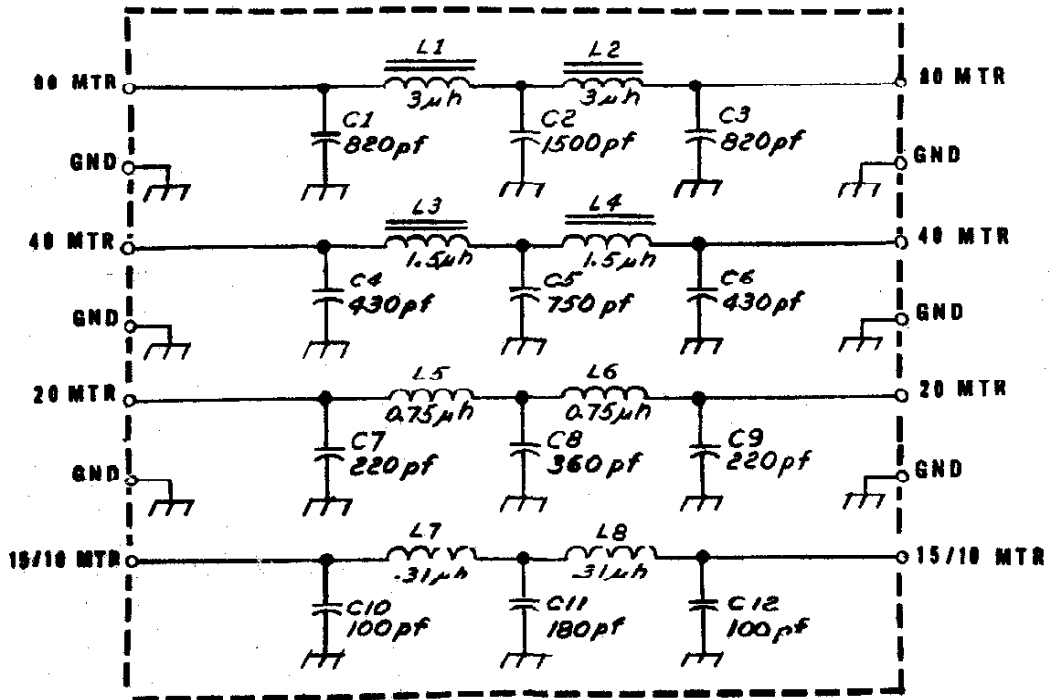 L1 L2
80 MTR 80 MTR
3μh 3μh
C1 C2 C3
820pf 1500pf 820pf
GND GND
L3 L4
40 MTR 40 MTR
1.5μh 1.5μh
C4 C5 C6
430pf 750pf 430pf
GND GND
L5 L6
20 MTR 20 MTR
0.75μh 0.75μh
C7 C8 C9
220pf 360pf 220pf
GND GND
L7 L8
15/10 MTR 15/10 MTR
.31μh .31μh
C10 C11 C12
100pf 180pf 100pf